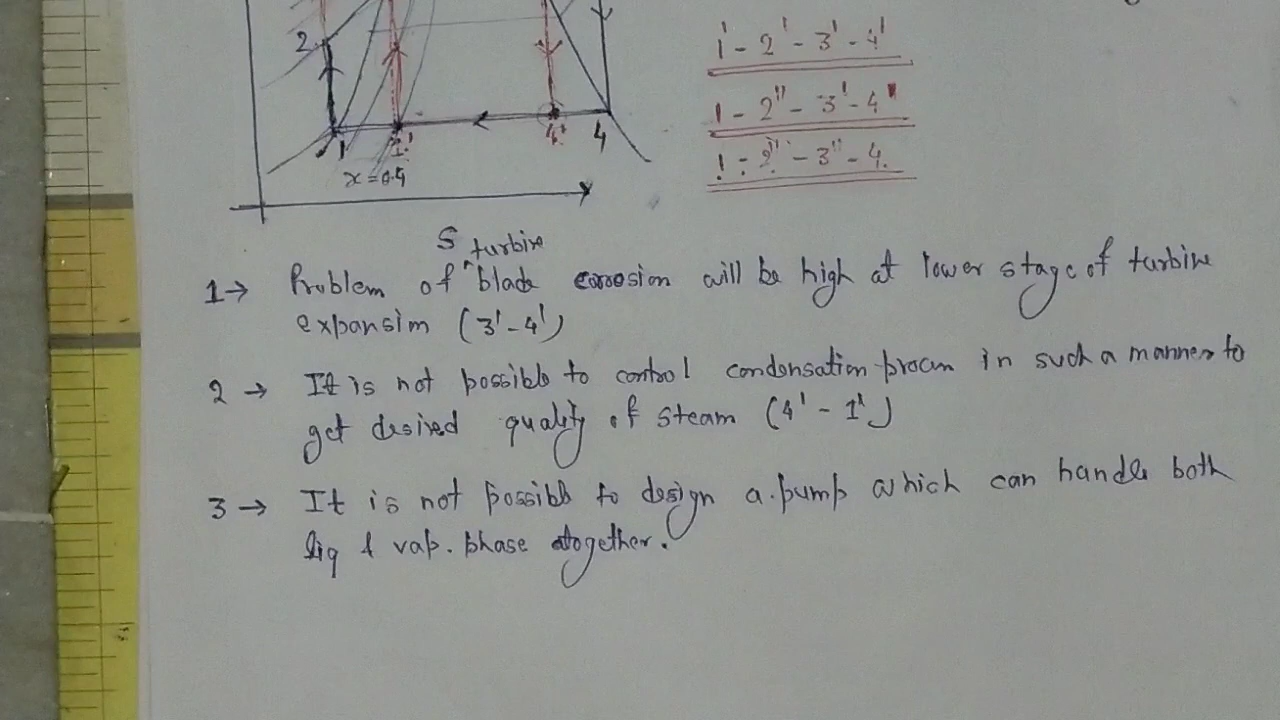 2
1
1'
4'
4
x=0.4
S
1' - 2' - 3' - 4'
1 - 2'' - 3' - 4'
1 - 2'' - 3'' - 4.
turbine
1→ Problem of ^ blade corrosion will be high at lower stage of turbine
expansion (3' - 4')
2 → It is not possible to control condensation process in such a manner to
get desired quality of steam (4' - 1')
3 → It is not possible to design a pump which can handle both
liq & vap. phase atogether.